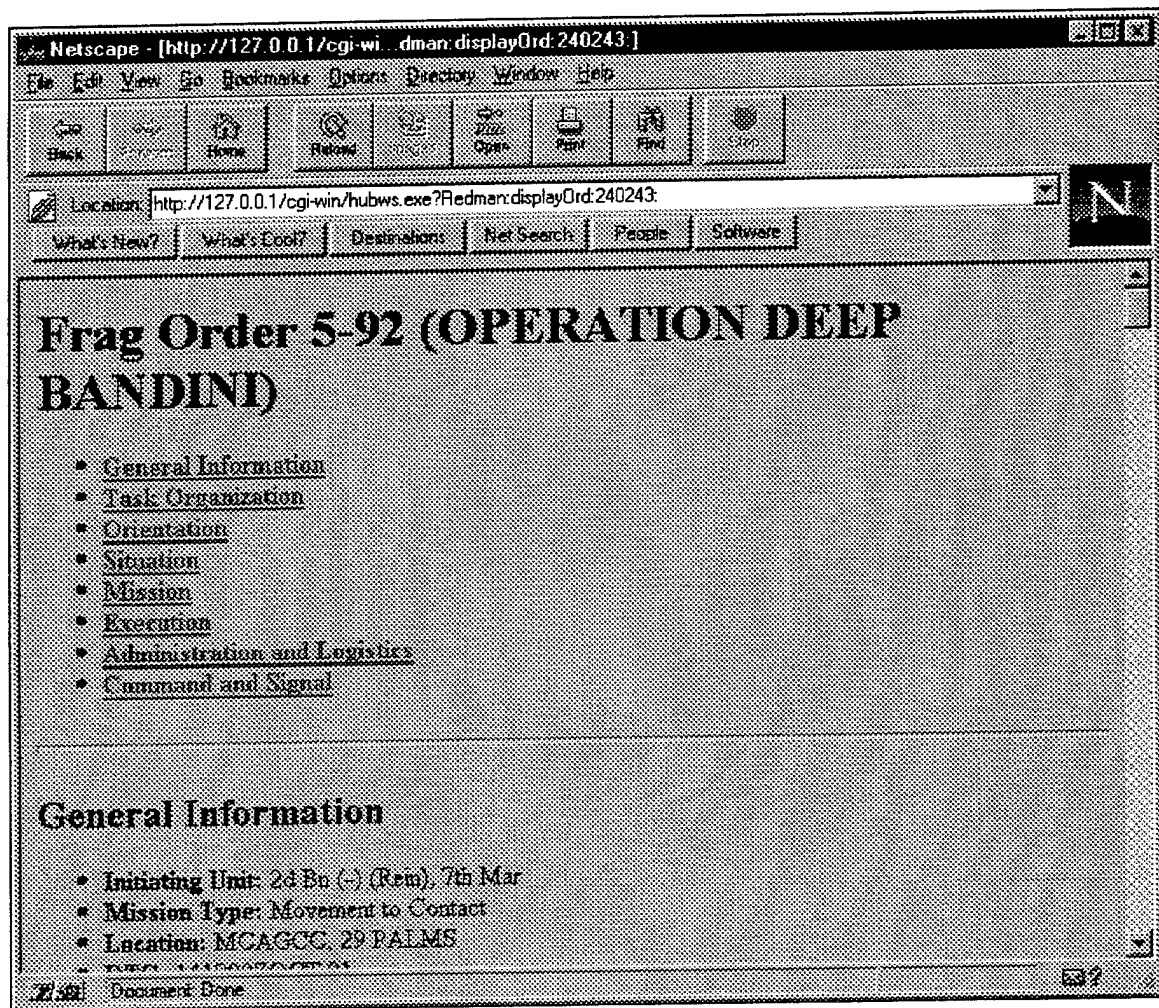 Netscape - [http://127.0.0.1/cgi-wi...dman:displayOrd:240243:]
File Edit View Go Bookmarks Options Directory Window Help
Back Forward Home Reload Images Open Print Find Stop
Location: http://127.0.0.1/cgi-win/hubws.exe?Redman:displayOrd:240243:
N
What's New? What's Cool? Destinations Net Search People Software
Frag Order 5-92 (OPERATION DEEP
BANDINI)
• General Information
• Task Organization
• Orientation
• Situation
• Mission
• Execution
• Administration and Logistics
• Command and Signal
General Information
• Initiating Unit: 2d Bn (-) (Rein), 7th Mar
• Mission Type: Movement to Contact
• Location: MCAGCC, 29 PALMS
Document: Done